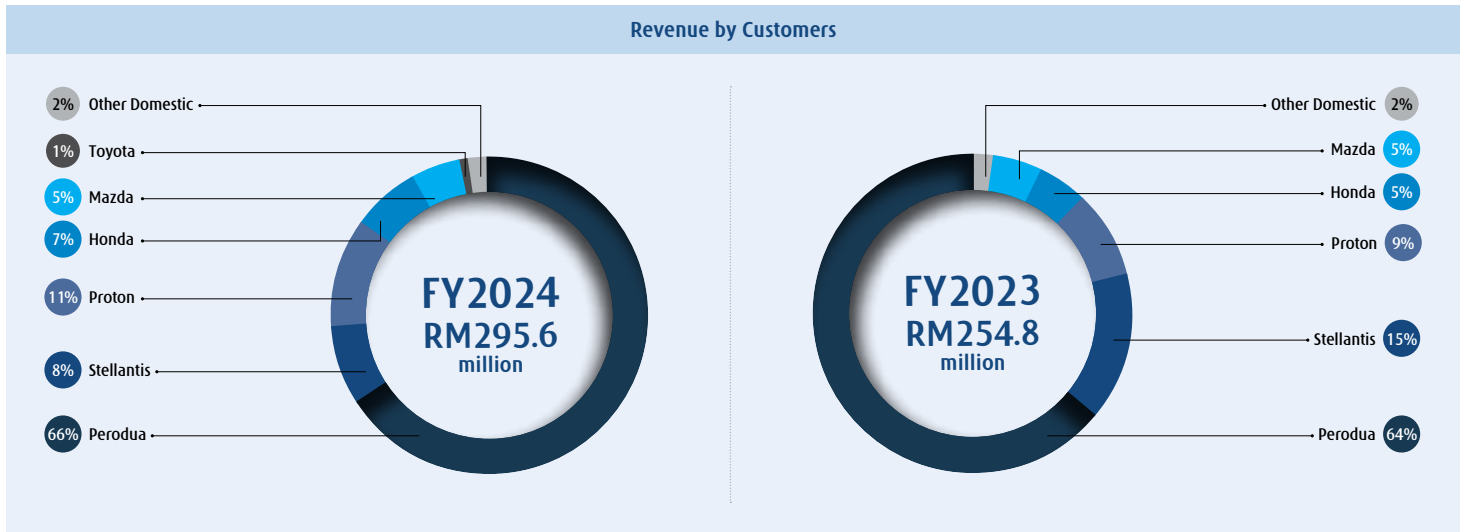 Revenue by Customers
2% Other Domestic
1% Toyota
5% Mazda
7% Honda
11% Proton
8% Stellantis
66% Perodua
FY2024
RM295.6
million
Other Domestic 2%
Mazda 5%
Honda 5%
Proton 9%
Stellantis 15%
Perodua 64%
FY2023
RM254.8
million